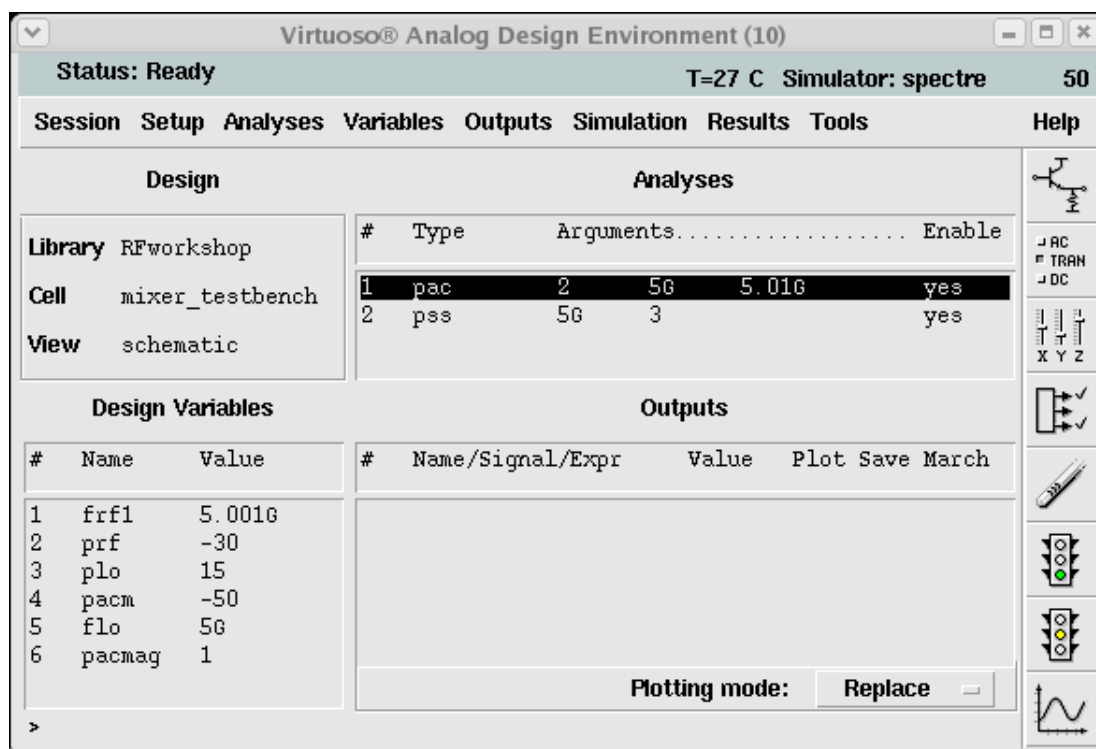 Virtuoso® Analog Design Environment (10)
Status: Ready T=27 C Simulator: spectre 50
Session Setup Analyses Variables Outputs Simulation Results Tools Help
Design
Library RFworkshop
Cell mixer_testbench
View schematic
Analyses
# Type Arguments................... Enable
1 pac 2 5G 5.01G yes
2 pss 5G 3 yes
Design Variables
# Name Value
1 frf1 5.001G
2 prf -30
3 plo 15
4 pacm -50
5 flo 5G
6 pacmag 1
Outputs
# Name/Signal/Expr Value Plot Save March
Plotting mode: Replace
>
AC
TRAN
DC
X Y Z